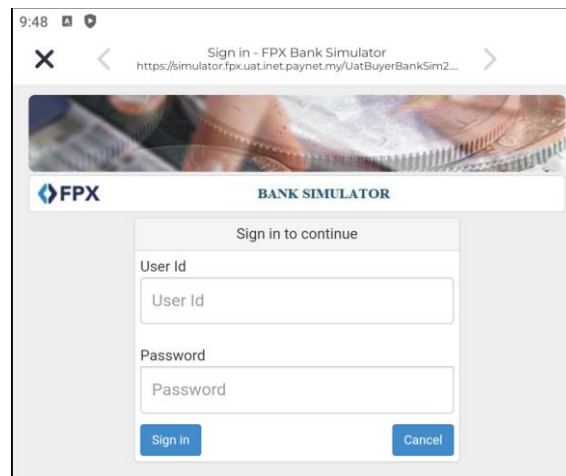 9:48
Sign in - FPX Bank Simulator
https://simulator.fpx.uat.inet.paynet.my/UatBuyerBankSim2....
FPX
BANK SIMULATOR
Sign in to continue
User Id
User Id
Password
Password
Sign in
Cancel